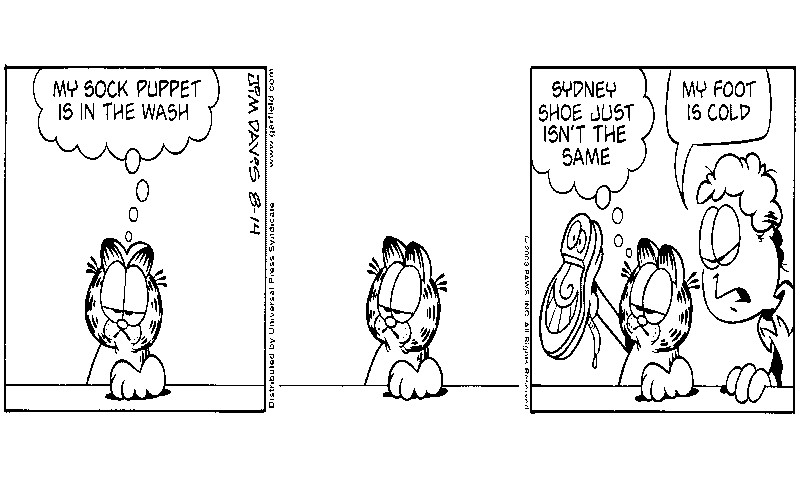 MY SOCK PUPPET
IS IN THE WASH
JIM DAVIS 8-14
www.garfield.com
Distributed by Universal Press Syndicate
© 2003 PAWS, INC. All Rights Reserved
SYDNEY
SHOE JUST
ISN'T THE
SAME
MY FOOT
IS COLD